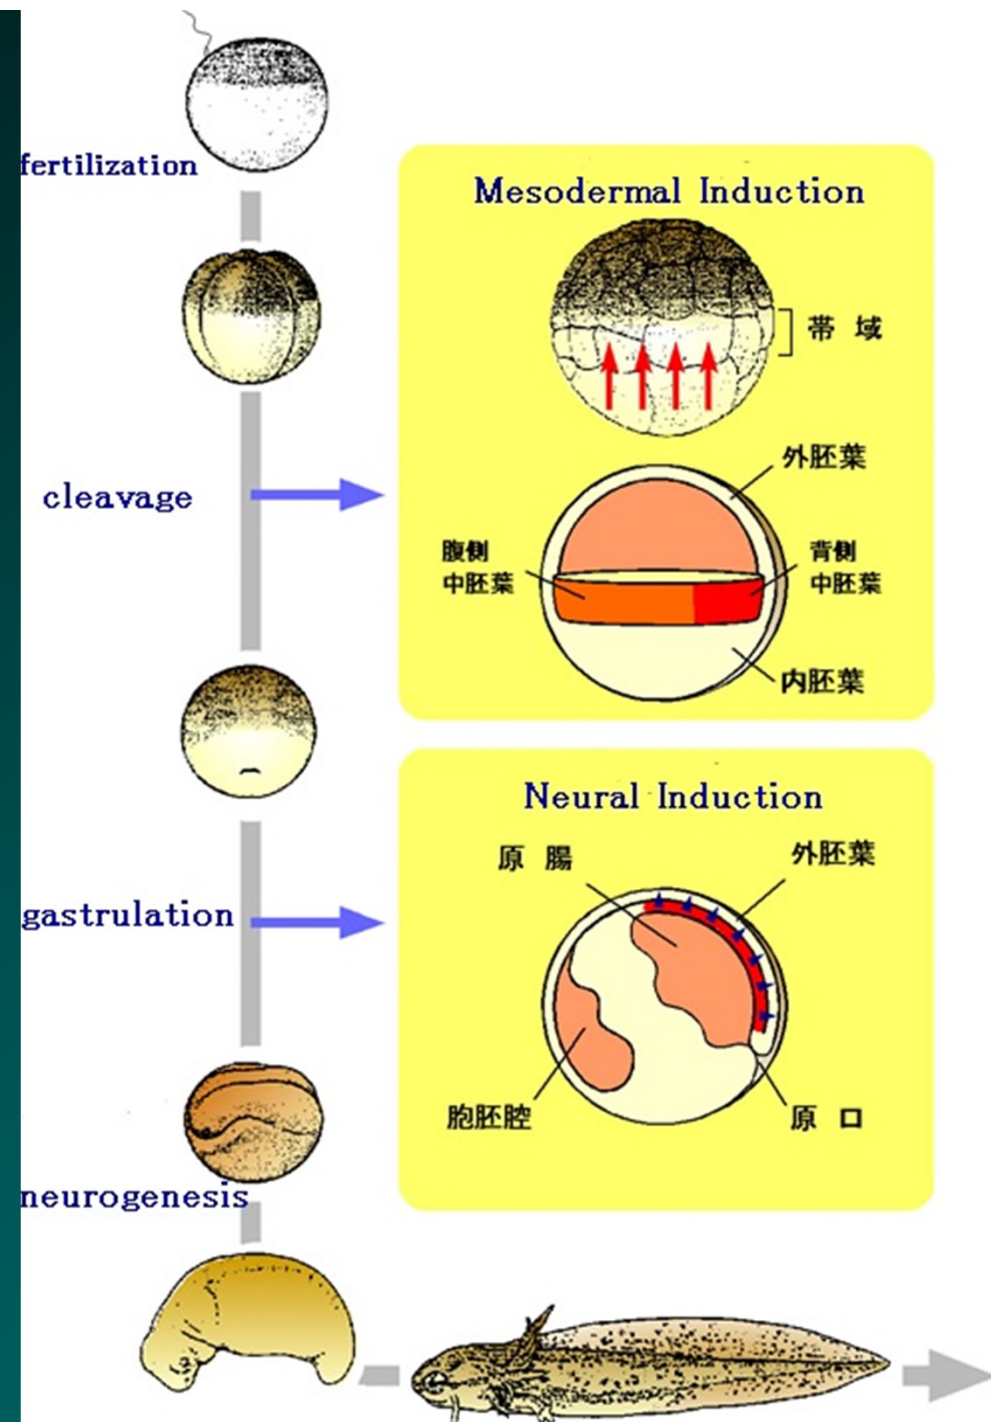 fertilization
Mesodermal Induction
帯 域
外胚葉
cleavage
腹側
中胚葉
背側
中胚葉
内胚葉
Neural Induction
原 腸
外胚葉
gastrulation
胞胚腔
原 口
neurogenesis